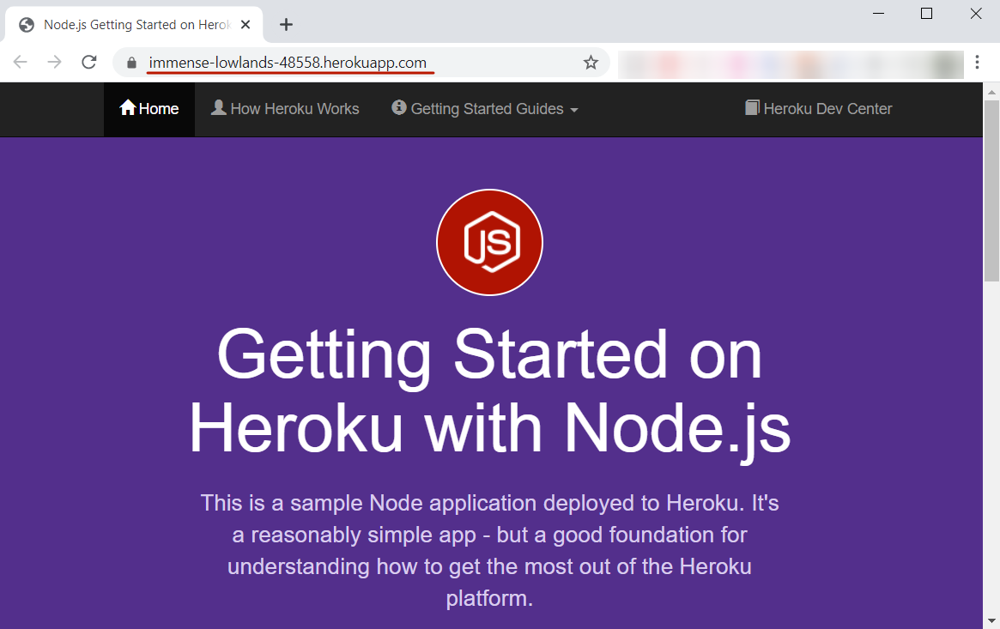 Node.js Getting Started on Herok
immense-lowlands-48558.herokuapp.com
Home How Heroku Works Getting Started Guides Heroku Dev Center
JS
Getting Started on
Heroku with Node.js
This is a sample Node application deployed to Heroku. It's
a reasonably simple app - but a good foundation for
understanding how to get the most out of the Heroku
platform.